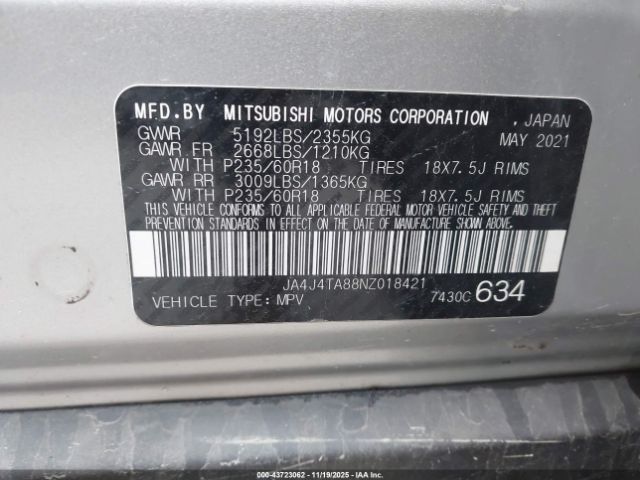 MFD.BY MITSUBISHI MOTORS CORPORATION , JAPAN
GVWR 5192LBS/2355KG MAY 2021
GAWR FR 2668LBS/1210KG
WITH P235/60R18 TIRES 18X7.5J RIMS
GAWR RR 3009LBS/1365KG
WITH P235/60R18 TIRES 18X7.5J RIMS
THIS VEHICLE CONFORMS TO ALL APPLICABLE FEDERAL MOTOR VEHICLE SAFETY AND THEFT
PREVENTION STANDARDS IN EFFECT ON THE DATE OF MANUFACTURE SHOWN ABOVE.
JA4J4TA88NZ018421
VEHICLE TYPE:MPV 7430C 634
000-43723062 - 11/19/2025 - IAAI.COM